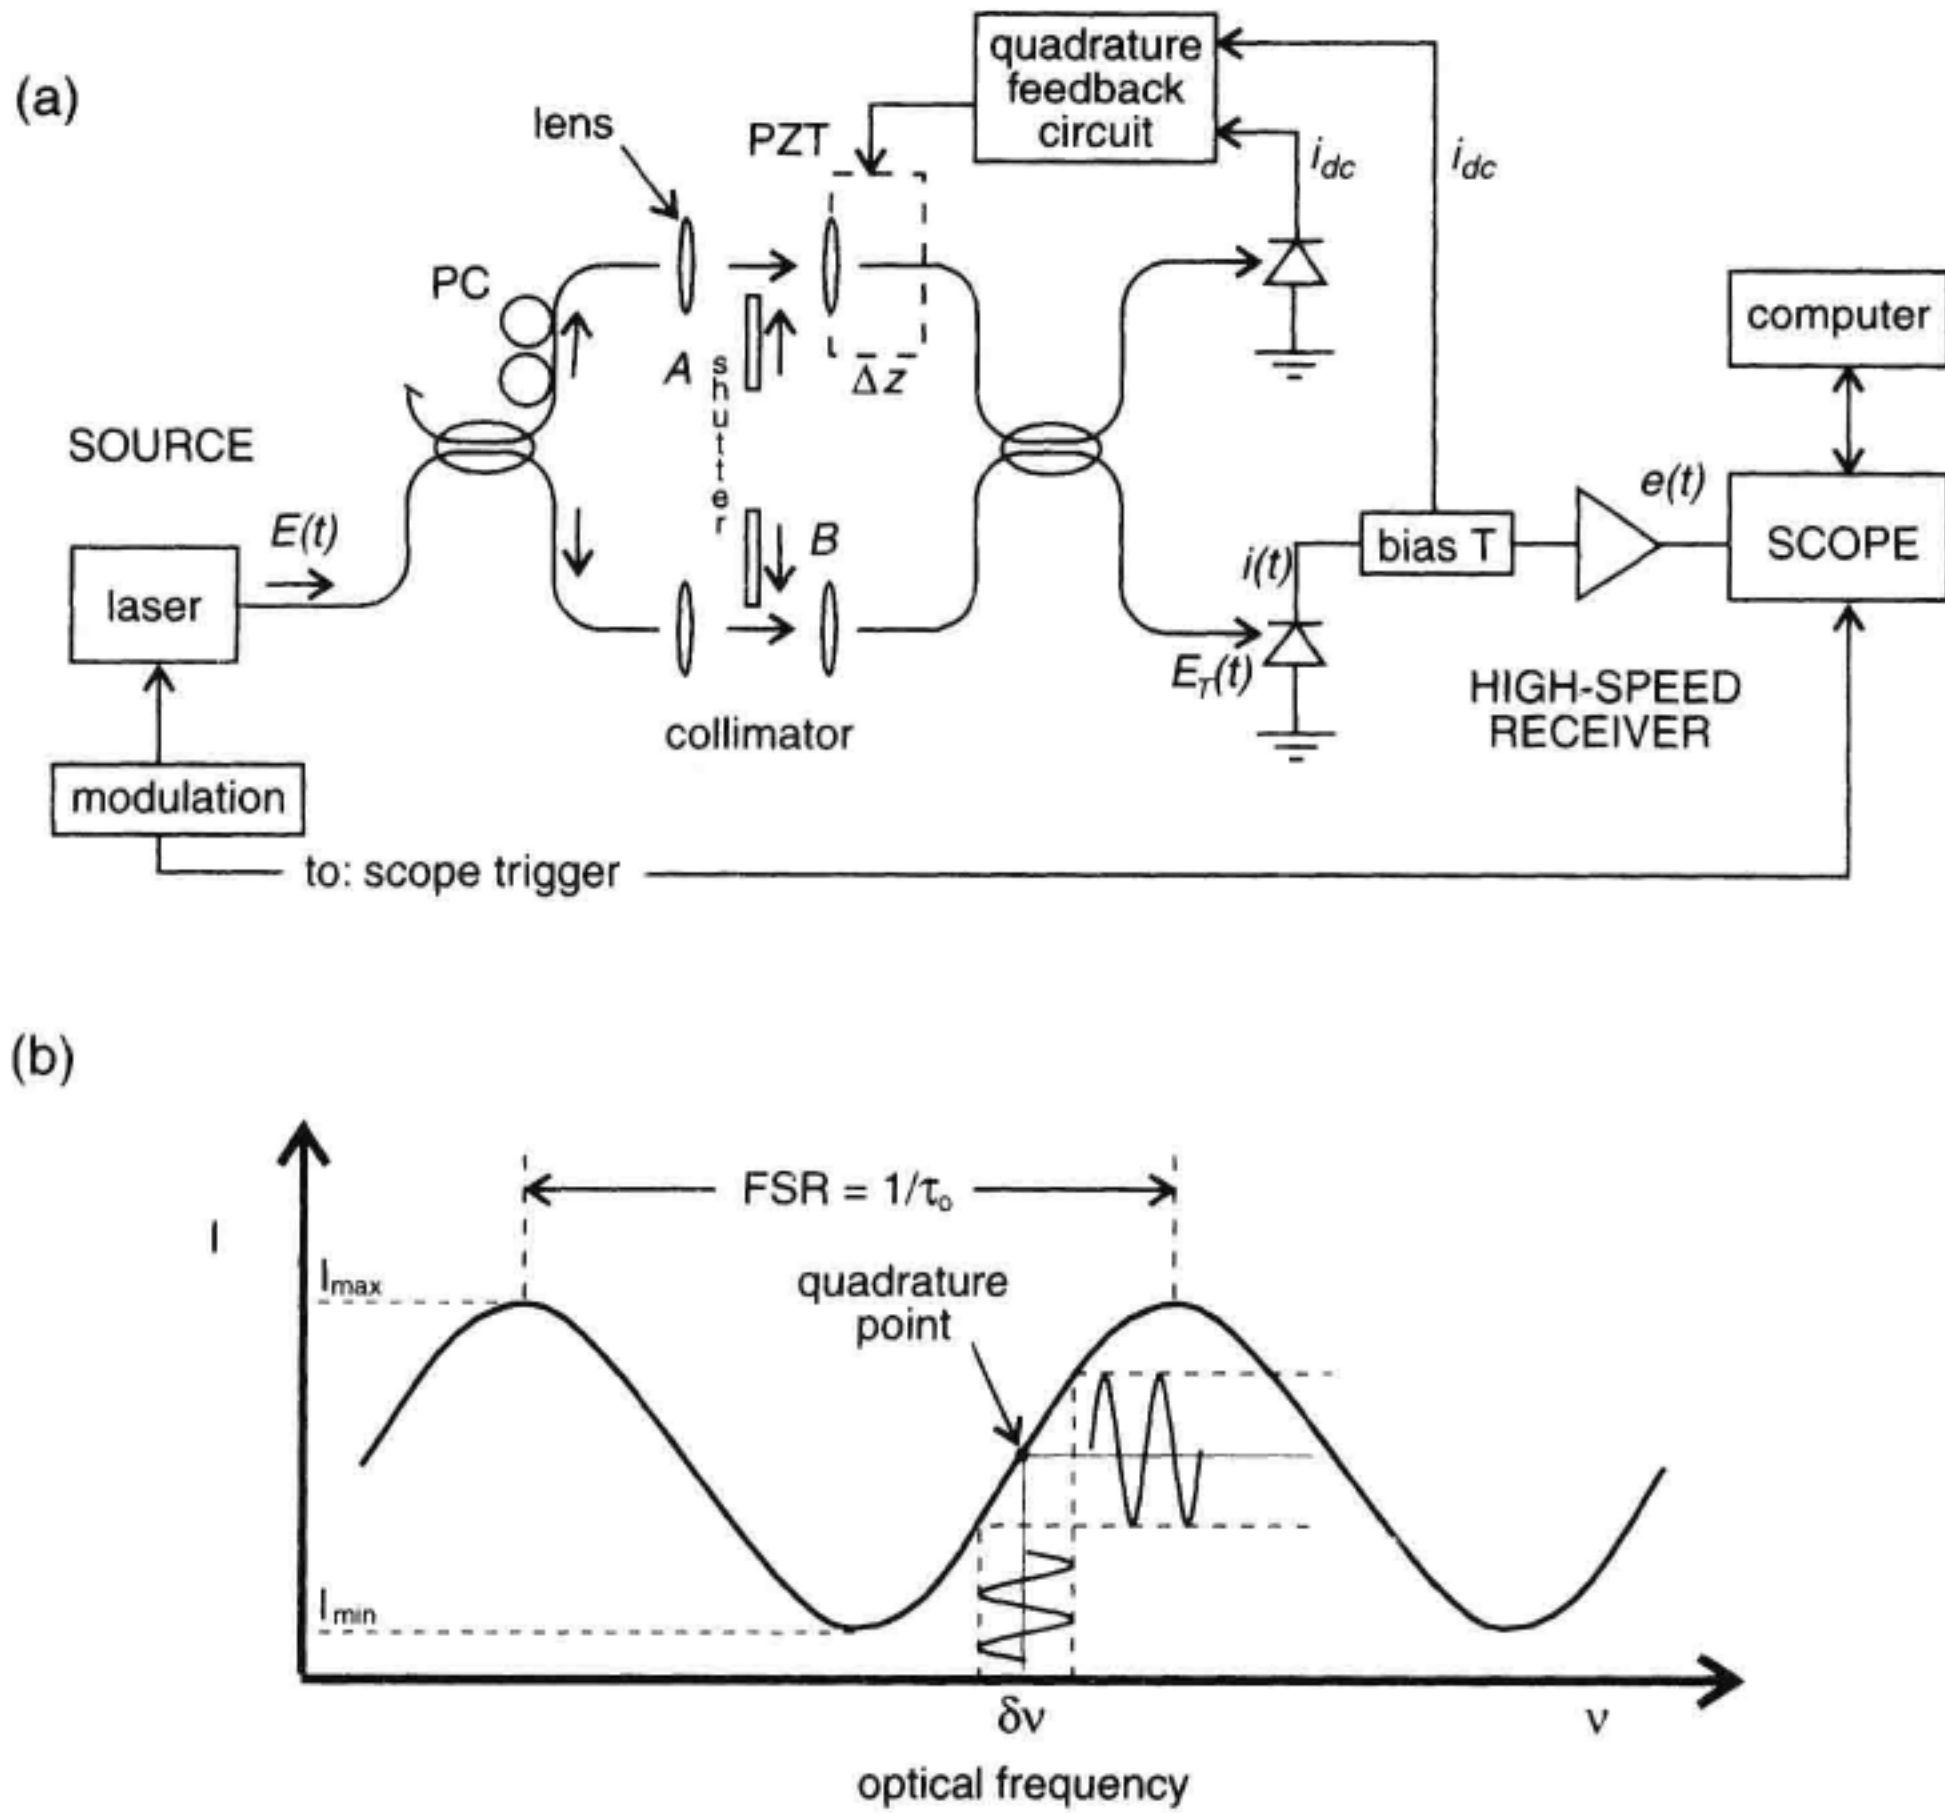 (a)
quadrature
feedback
circuit
lens
PZT
i_dc
i_dc
PC
A
shutter
Δz
computer
SOURCE
E(t)
B
e(t)
laser
i(t)
bias T
SCOPE
E_T(t)
collimator
HIGH-SPEED
RECEIVER
modulation
to: scope trigger
(b)
FSR = 1/τ₀
I
I_max
quadrature
point
I_min
δν
ν
optical frequency